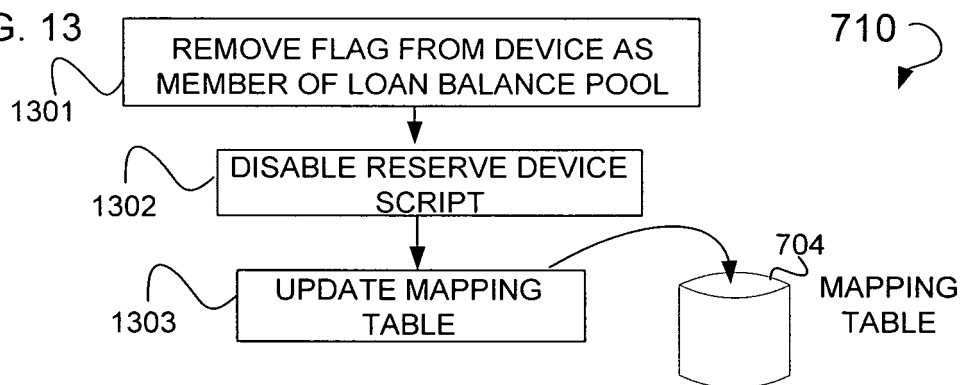 G. 13
710
REMOVE FLAG FROM DEVICE AS
MEMBER OF LOAN BALANCE POOL
1301
DISABLE RESERVE DEVICE
SCRIPT
1302
704
UPDATE MAPPING
TABLE
1303
MAPPING
TABLE